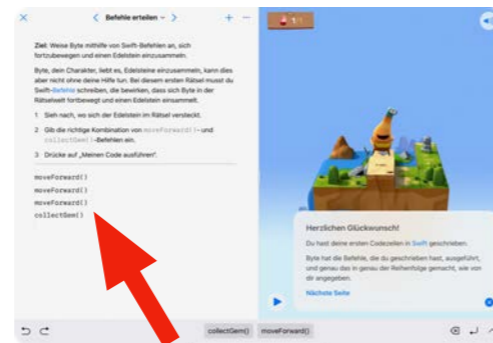 Befehle erteilen
Ziel: Weise Byte mithilfe von Swift-Befehlen an, sich
fortzubewegen und einen Edelstein einzusammeln.
Byte, dein Charakter, liebt es, Edelsteine einzusammeln, kann dies
aber nicht ohne deine Hilfe tun. Bei diesem ersten Rätsel musst du
Swift-Befehle schreiben, die bewirken, dass sich Byte in der
Rätselwelt fortbewegt und einen Edelstein einsammelt.
1 Sieh nach, wo sich der Edelstein im Rätsel versteckt.
2 Gib die richtige Kombination von moveForward()- und
collectGem()-Befehlen ein.
3 Drücke auf „Meinen Code ausführen“.
moveForward()
moveForward()
moveForward()
collectGem()
collectGem()
moveForward()
Herzlichen Glückwunsch!
Du hast deine ersten Codezeilen in Swift geschrieben.
Byte hat die Befehle, die du geschrieben hast, ausgeführt,
und genau das in genau der Reihenfolge gemacht, wie von
dir angegeben.
Nächste Seite